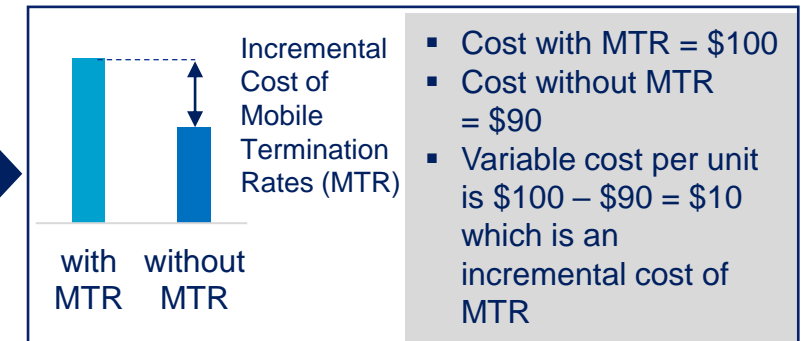 Incremental
Cost of
Mobile
Termination
Rates (MTR)
with
MTR
without
MTR
▪ Cost with MTR = $100
▪ Cost without MTR
= $90
▪ Variable cost per unit
is $100 – $90 = $10
which is an
incremental cost of
MTR